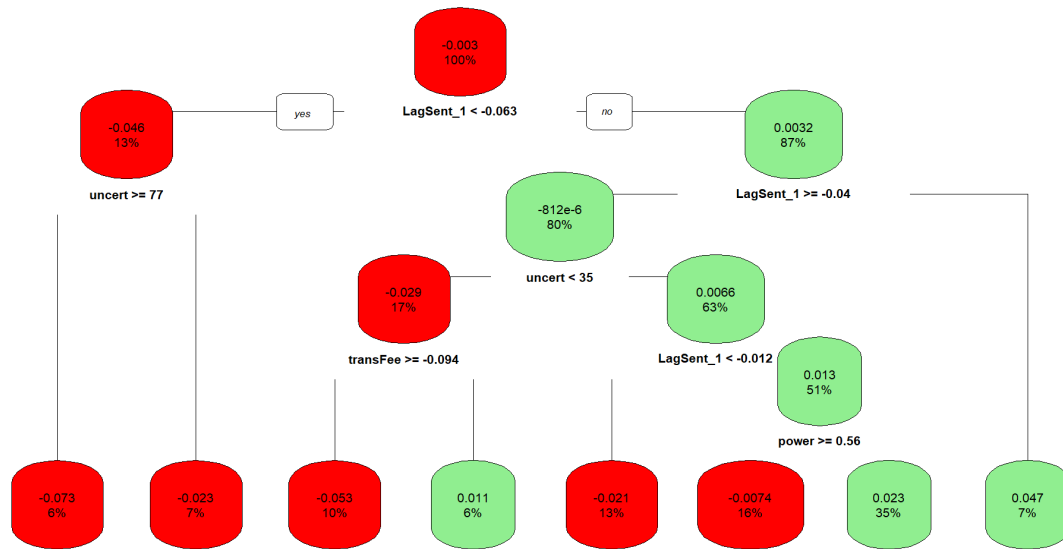 -0.003
100%
yes
LagSent_1 < -0.063
no
-0.046
13%
0.0032
87%
uncert >= 77
LagSent_1 >= -0.04
-812e-6
80%
uncert < 35
-0.029
17%
0.0066
63%
transFee >= -0.094
LagSent_1 < -0.012
0.013
51%
power >= 0.56
-0.073
6%
-0.023
7%
-0.053
10%
0.011
6%
-0.021
13%
-0.0074
16%
0.023
35%
0.047
7%